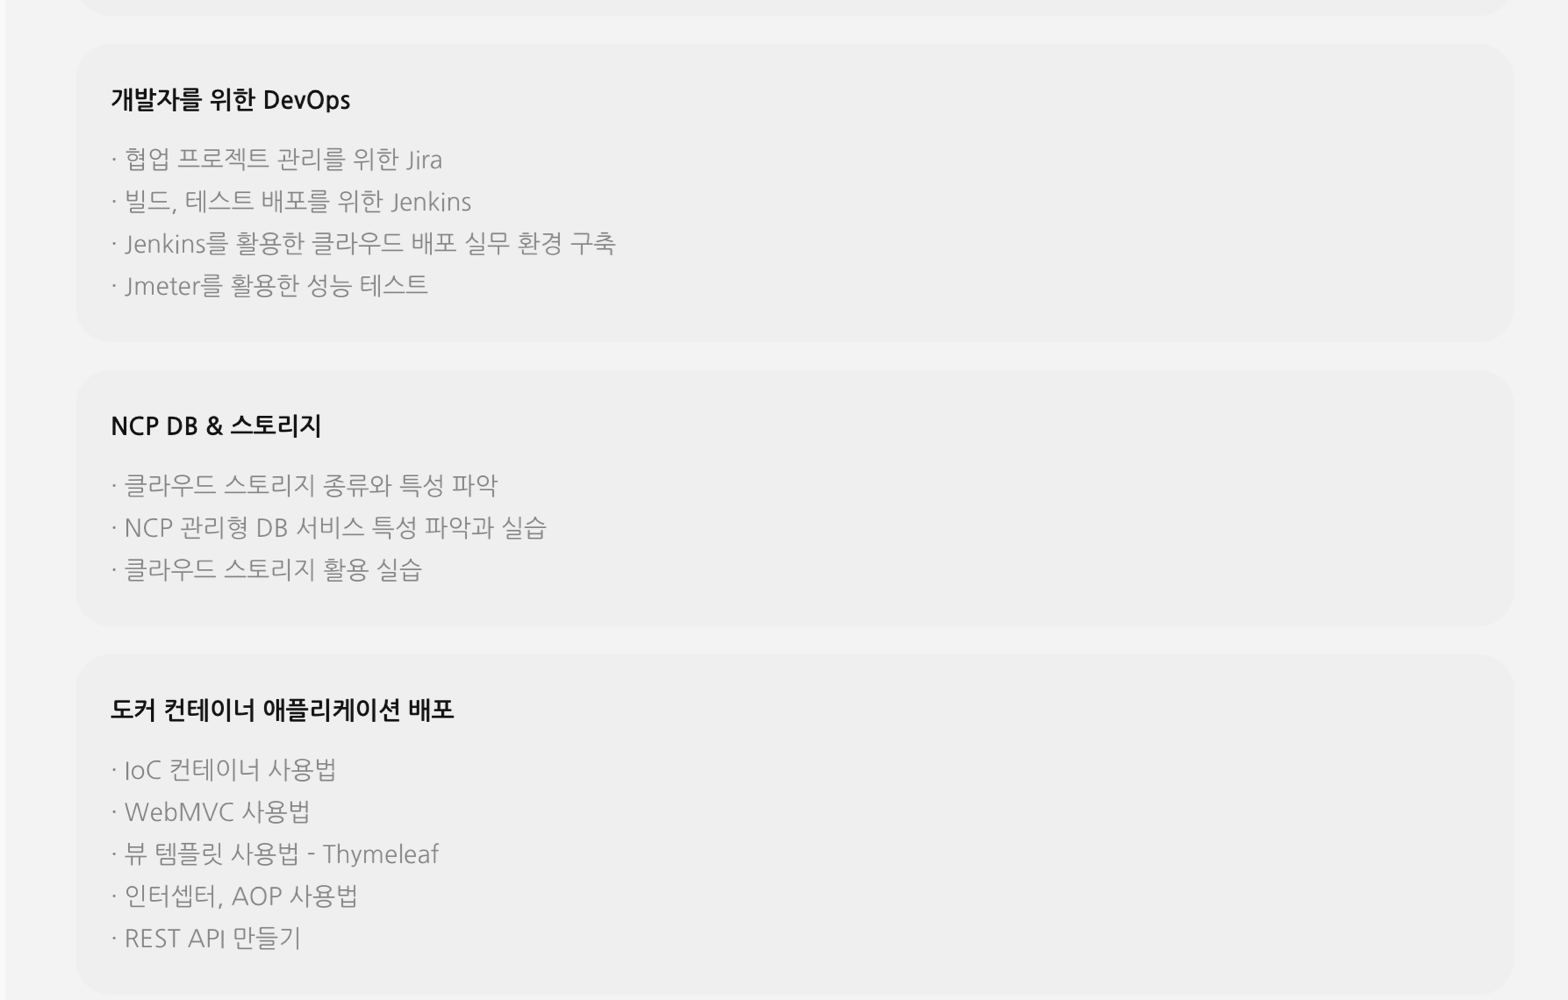 개발자를 위한 DevOps
· 협업 프로젝트 관리를 위한 Jira
· 빌드, 테스트 배포를 위한 Jenkins
· Jenkins를 활용한 클라우드 배포 실무 환경 구축
· Jmeter를 활용한 성능 테스트
NCP DB & 스토리지
· 클라우드 스토리지 종류와 특성 파악
· NCP 관리형 DB 서비스 특성 파악과 실습
· 클라우드 스토리지 활용 실습
도커 컨테이너 애플리케이션 배포
· IoC 컨테이너 사용법
· WebMVC 사용법
· 뷰 템플릿 사용법 - Thymeleaf
· 인터셉터, AOP 사용법
· REST API 만들기